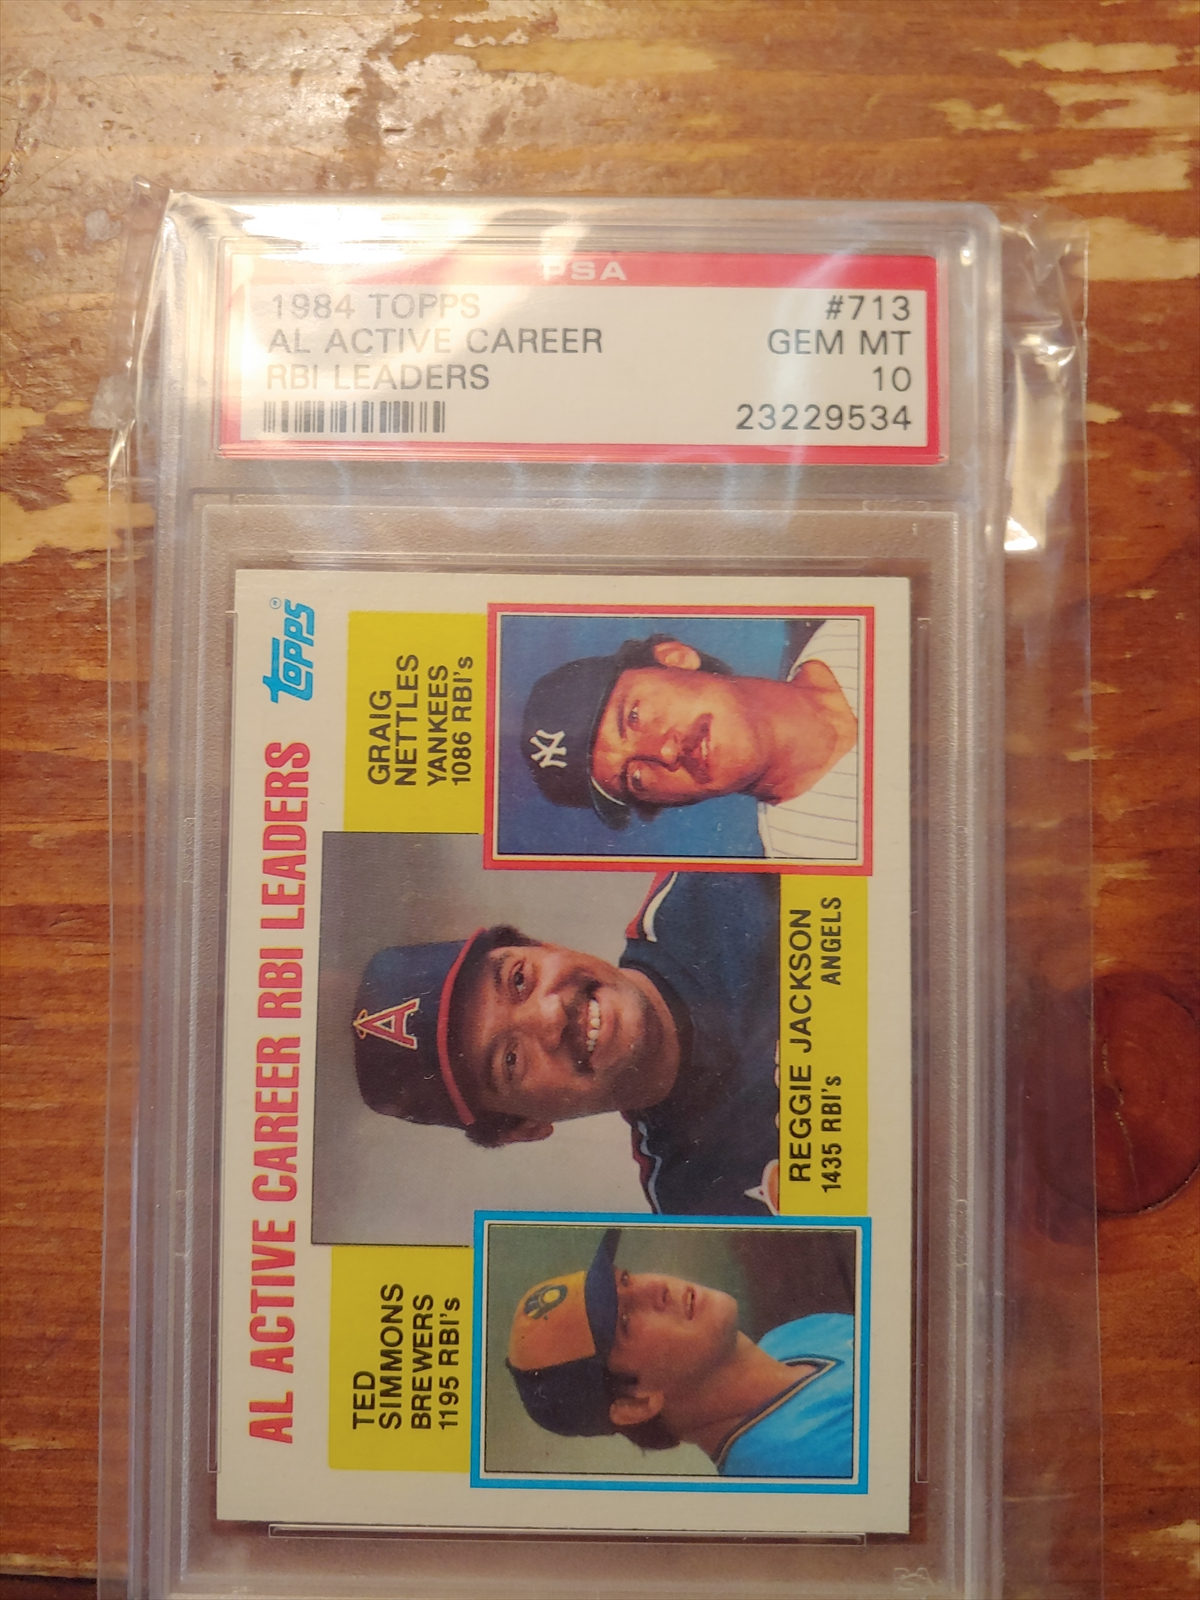 PSA
1984 TOPPS #713
AL ACTIVE CAREER GEM MT
RBI LEADERS 10
23229534
AL ACTIVE CAREER RBI LEADERS
TOPPS®
TED
SIMMONS
BREWERS
1195 RBI's
GRAIG
NETTLES
YANKEES
1086 RBI's
NY
A
REGGIE JACKSON
1435 RBI's ANGELS